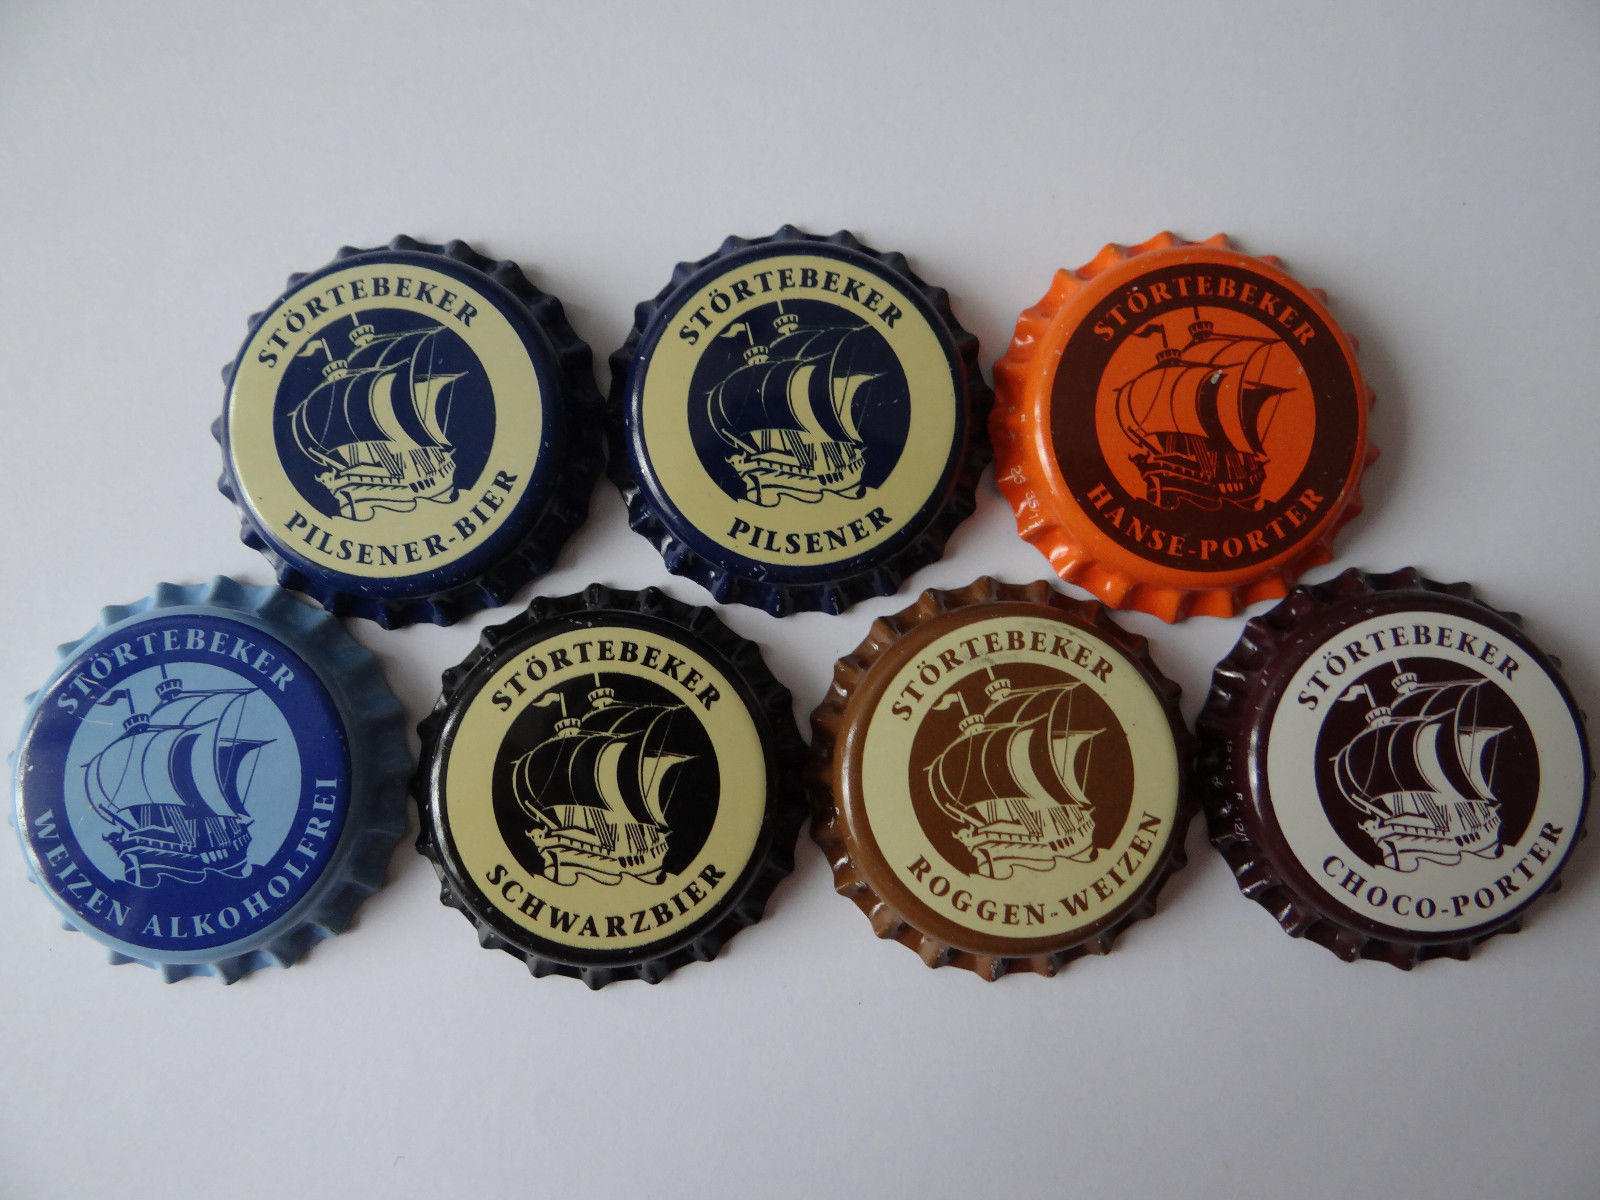 STÖRTEBEKER
PILSENER-BIER
STÖRTEBEKER
PILSENER
STÖRTEBEKER
HANSE-PORTER
STÖRTEBEKER
WEIZEN ALKOHOLFREI
STÖRTEBEKER
SCHWARZBIER
STÖRTEBEKER
ROGGEN-WEIZEN
STÖRTEBEKER
CHOCO-PORTER